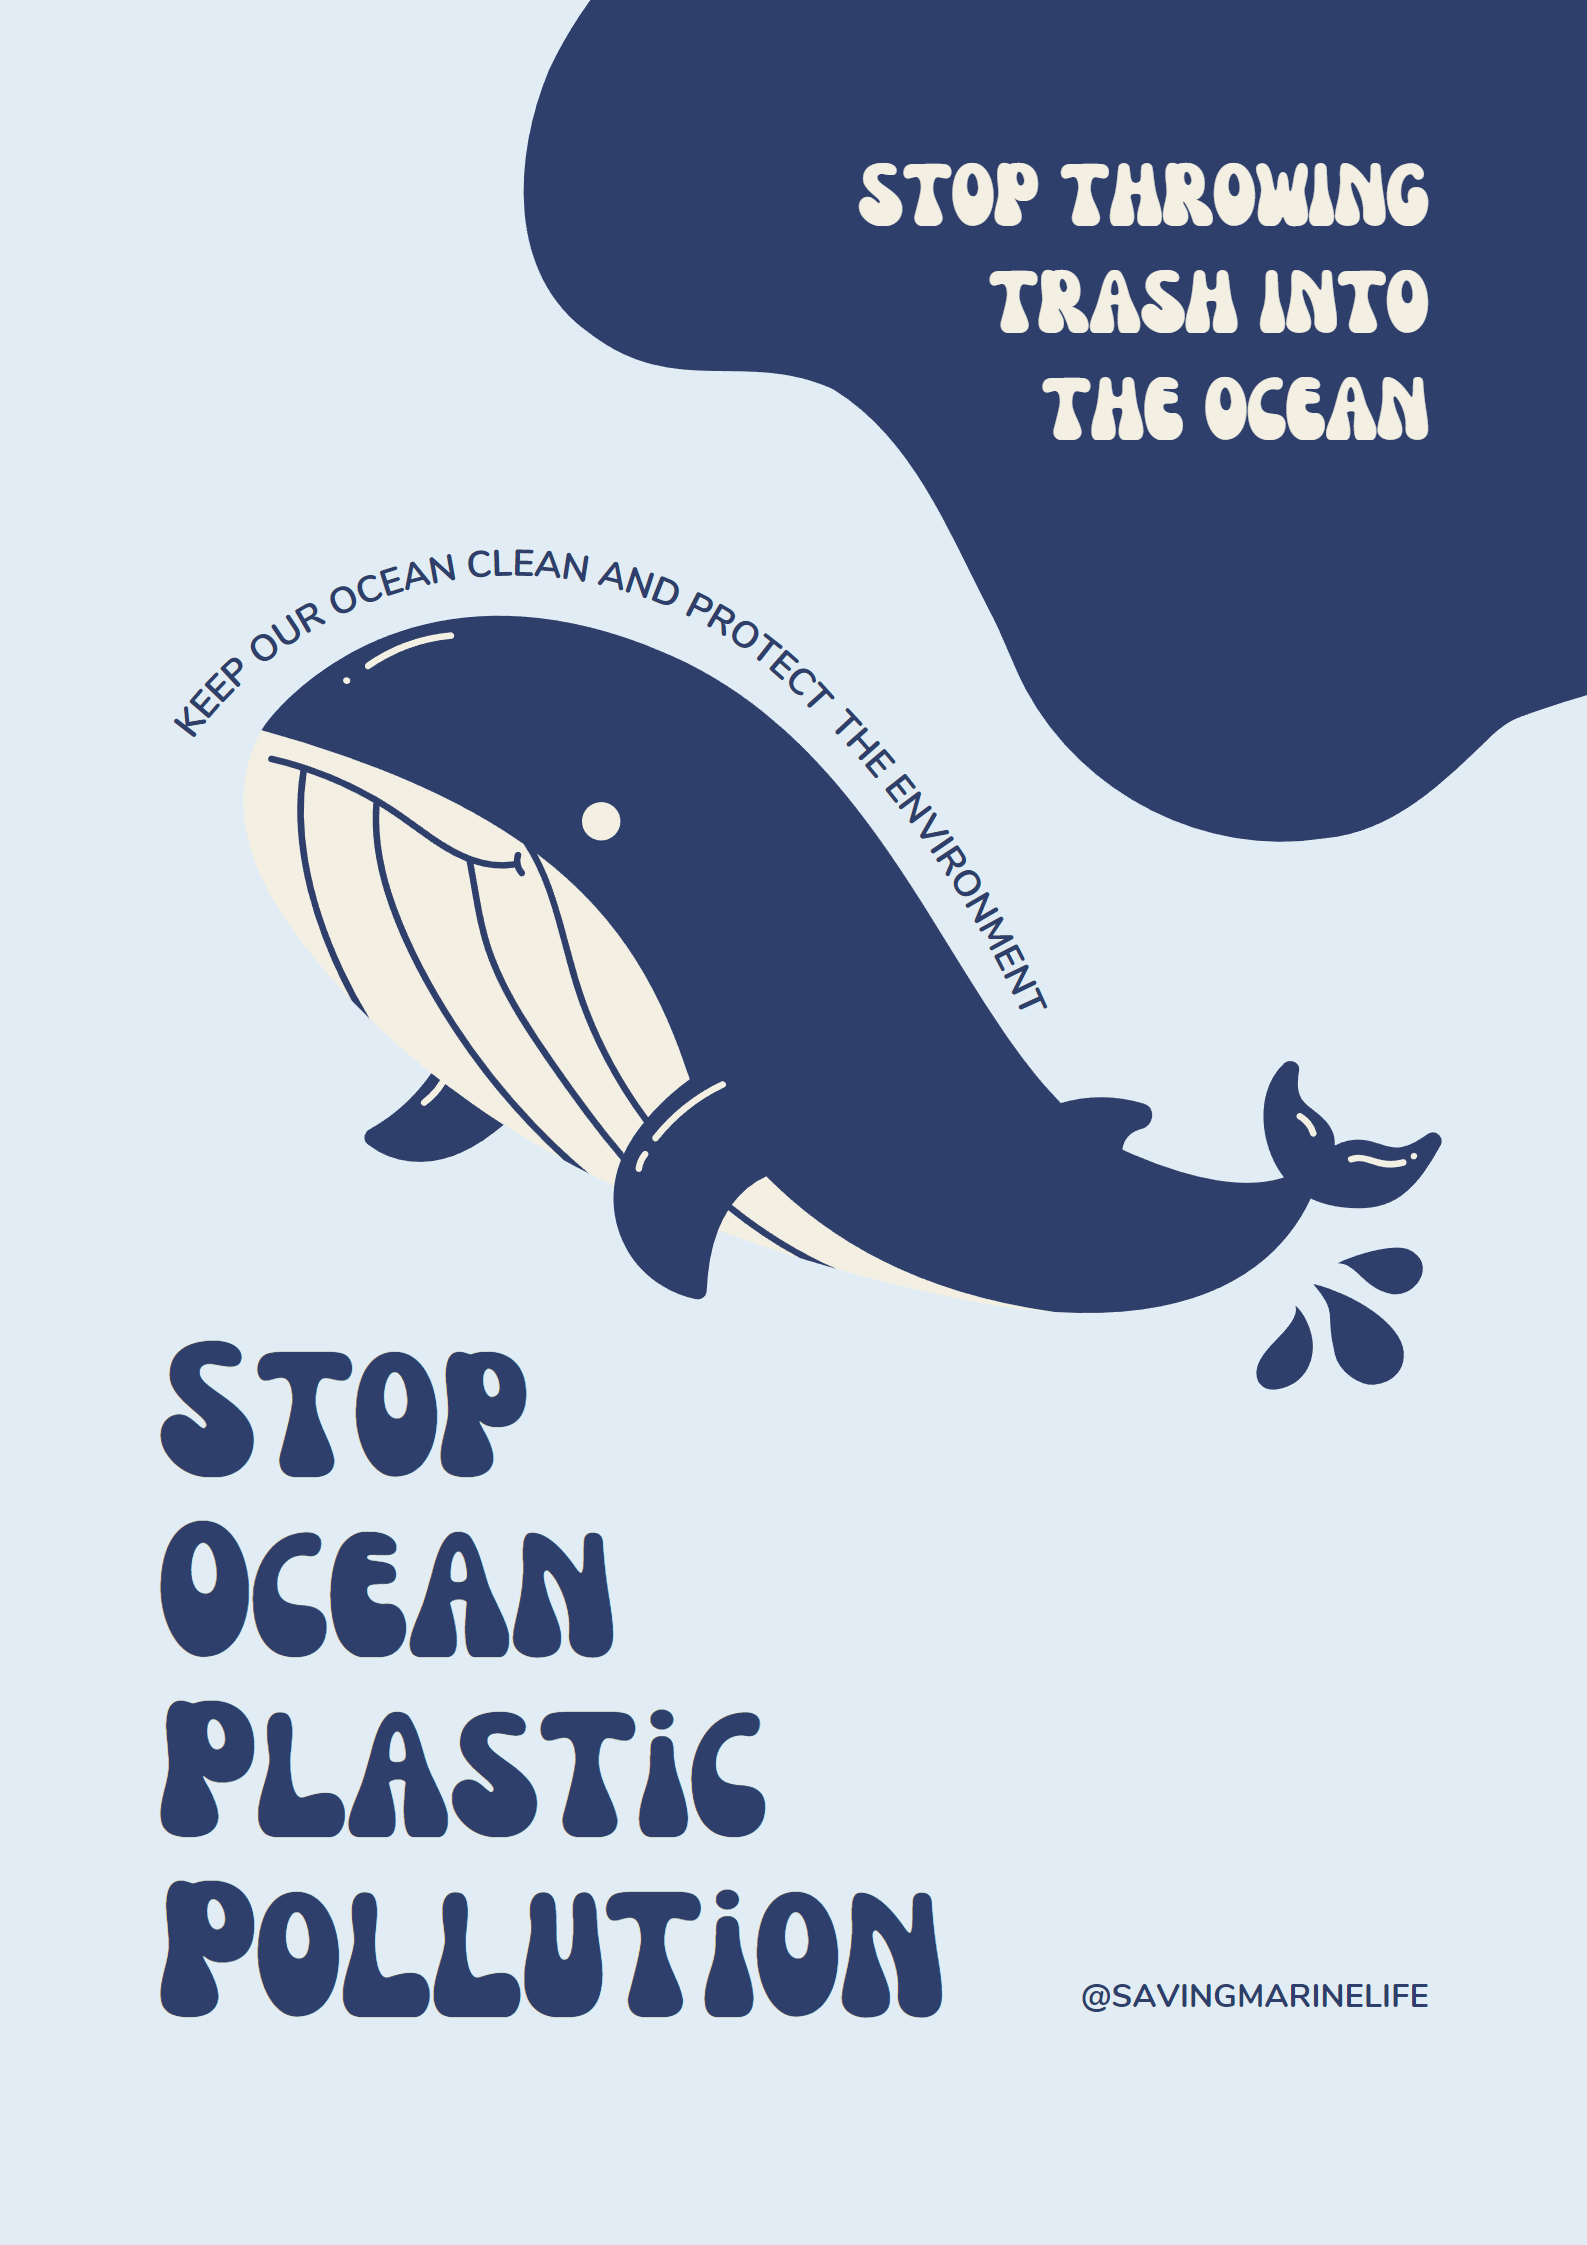 STOP THROWING
TRASH INTO
THE OCEAN
KEEP OUR OCEAN CLEAN AND PROTECT THE ENVIRONMENT
STOP
OCEAN
PLASTiC
POLLUTiON
@SAVINGMARINELIFE